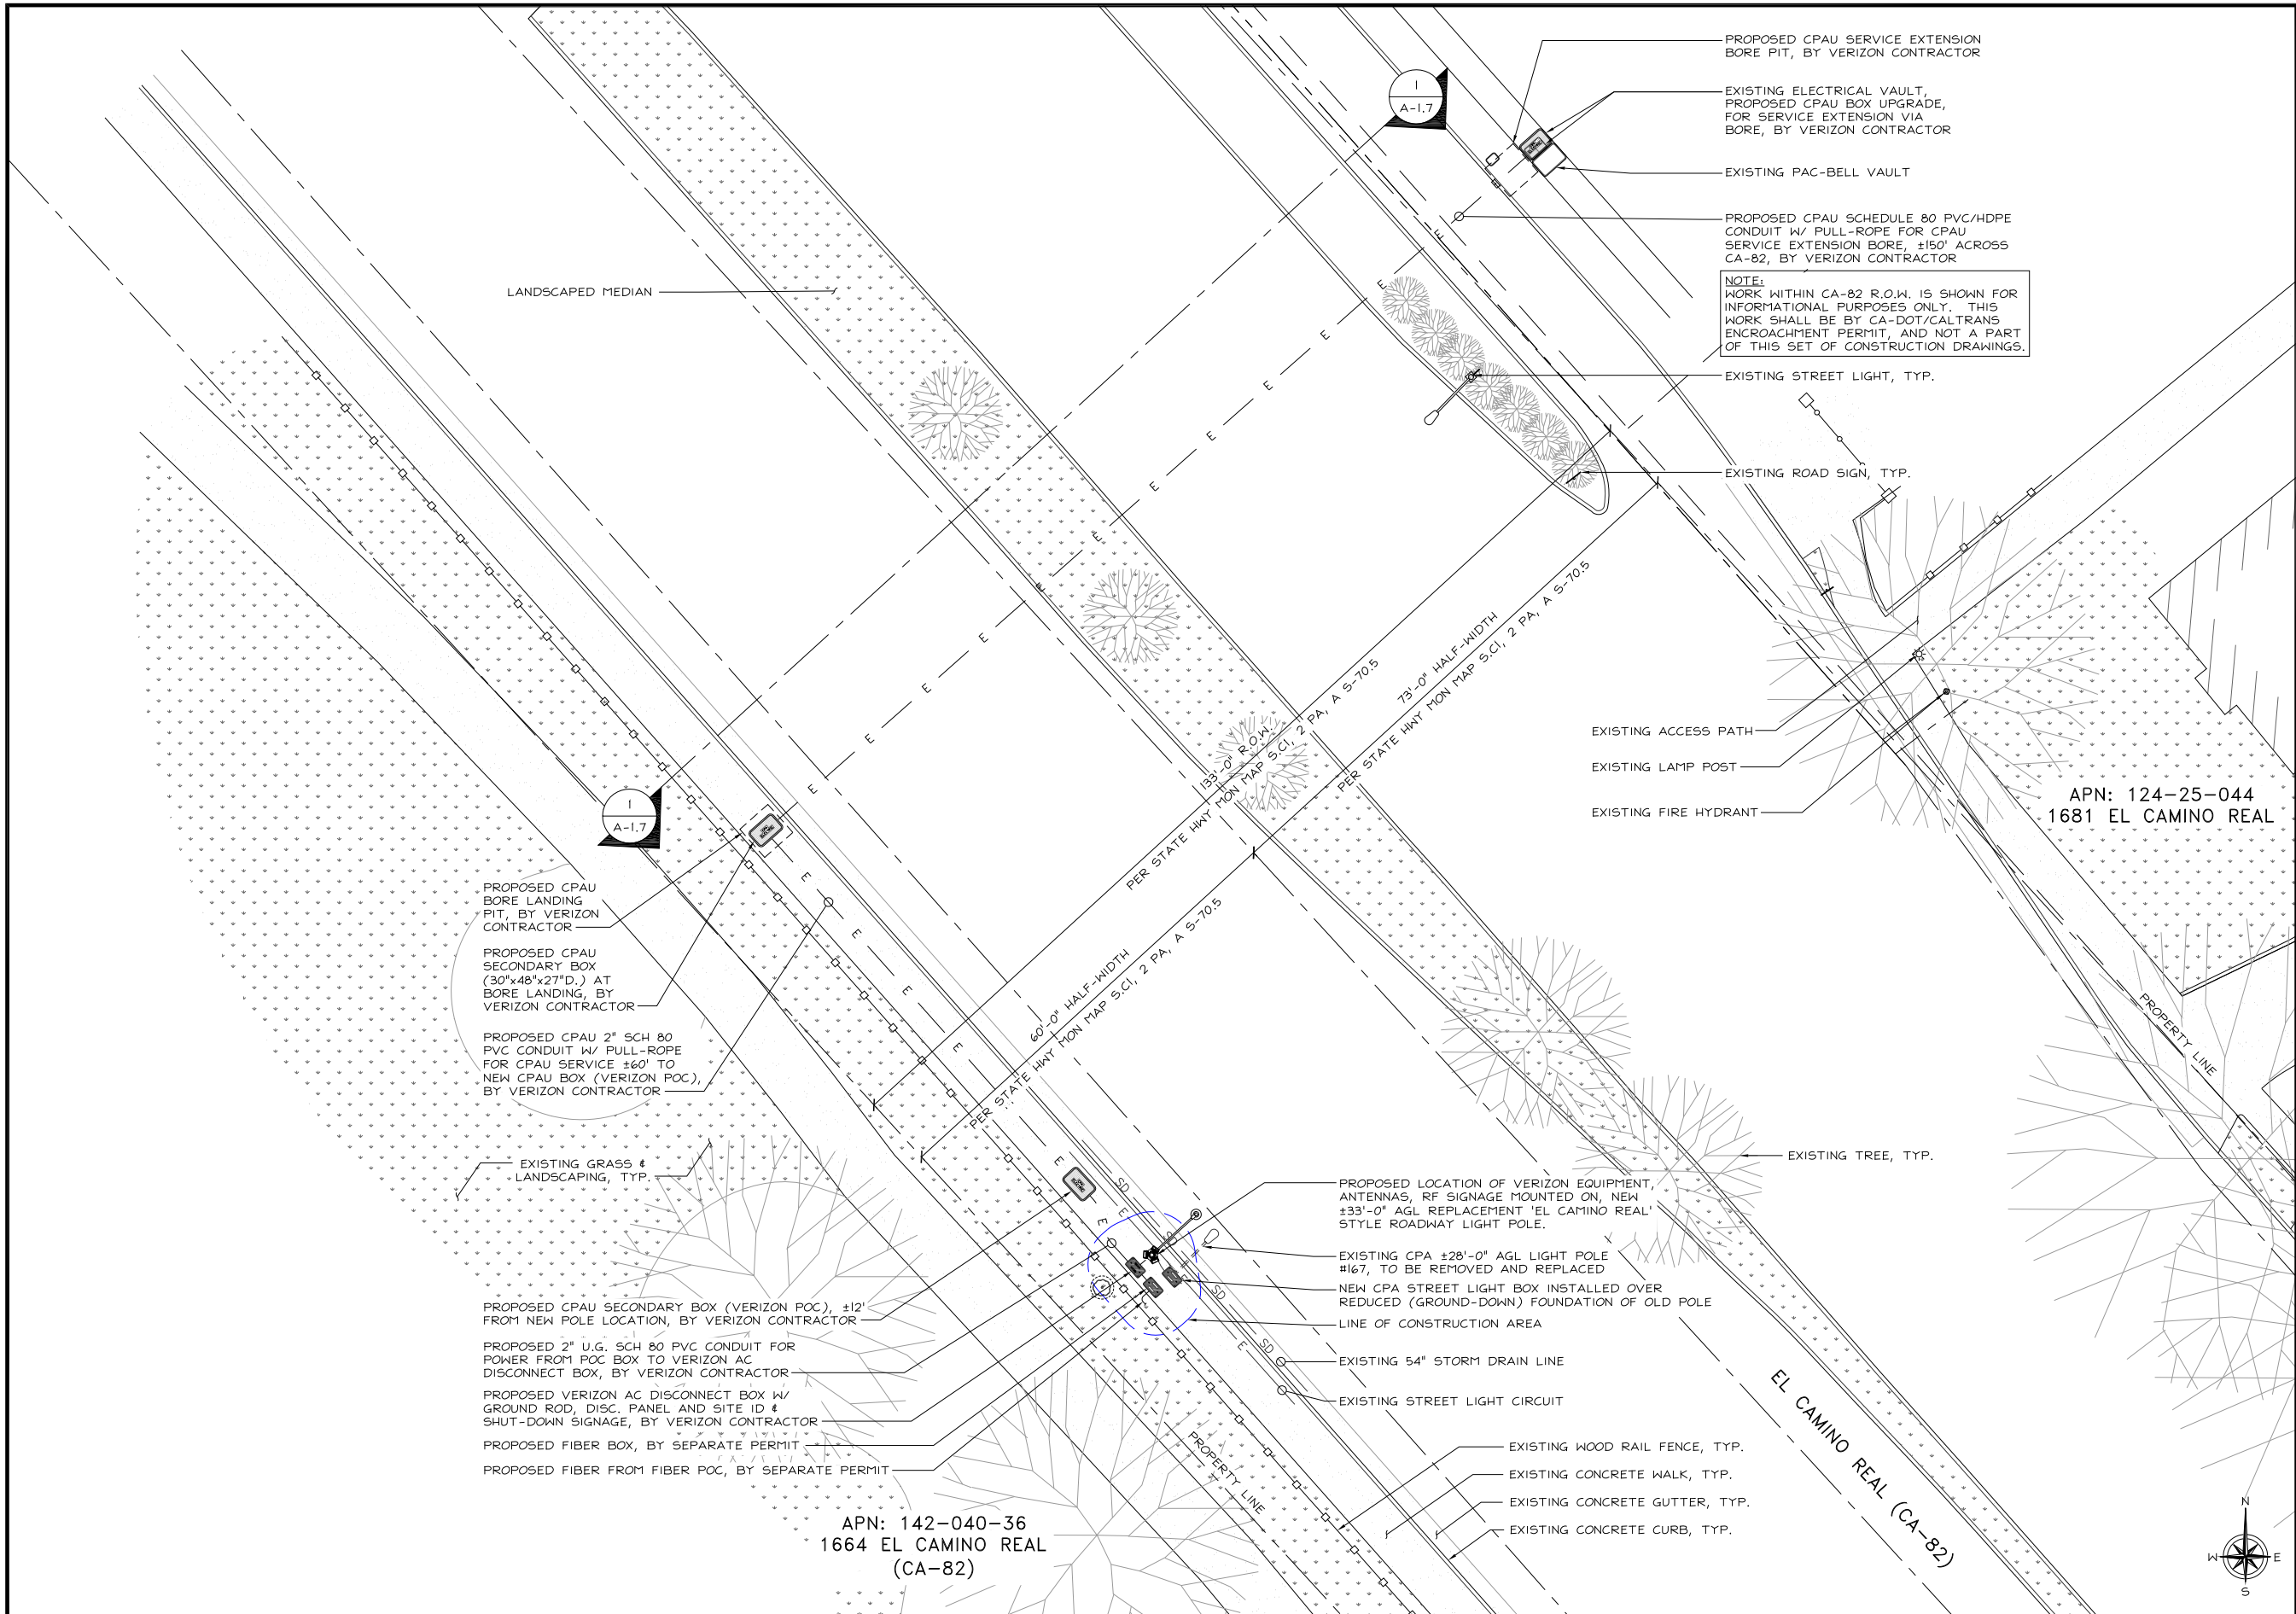 PROPOSED CPAU SERVICE EXTENSION
BORE PIT, BY VERIZON CONTRACTOR
EXISTING ELECTRICAL VAULT,
PROPOSED CPAU BOX UPGRADE,
FOR SERVICE EXTENSION VIA
BORE, BY VERIZON CONTRACTOR
EXISTING PAC-BELL VAULT
PROPOSED CPAU SCHEDULE 80 PVC/HDPE
CONDUIT W/ PULL-ROPE FOR CPAU
SERVICE EXTENSION BORE, ±150' ACROSS
CA-82, BY VERIZON CONTRACTOR
NOTE:
WORK WITHIN CA-82 R.O.W. IS SHOWN FOR
INFORMATIONAL PURPOSES ONLY. THIS
WORK SHALL BE BY CA-DOT/CALTRANS
ENCROACHMENT PERMIT, AND NOT A PART
OF THIS SET OF CONSTRUCTION DRAWINGS.
EXISTING STREET LIGHT, TYP.
EXISTING ROAD SIGN, TYP.
1
A-1.7
LANDSCAPED MEDIAN
E
E
E
E
E
E
E
E
E
E
E
E
E
133'-0" R.O.W.
PER STATE HWY MON MAP S.C1, 2 PA, A S-70.5
73'-0" HALF-WIDTH
PER STATE HWY MON MAP S.C1, 2 PA, A S-70.5
60'-0" HALF-WIDTH
PER STATE HWY MON MAP S.C1, 2 PA, A S-70.5
EXISTING ACCESS PATH
EXISTING LAMP POST
EXISTING FIRE HYDRANT
APN: 124-25-044
1681 EL CAMINO REAL
PROPERTY LINE
1
A-1.7
PROPOSED CPAU
BORE LANDING
PIT, BY VERIZON
CONTRACTOR
PROPOSED CPAU
SECONDARY BOX
(30"x48"x27"D.) AT
BORE LANDING, BY
VERIZON CONTRACTOR
PROPOSED CPAU 2" SCH 80
PVC CONDUIT W/ PULL-ROPE
FOR CPAU SERVICE ±60' TO
NEW CPAU BOX (VERIZON POC),
BY VERIZON CONTRACTOR
E
E
E
E
E
E
E
E
E
SD
SD
SD
EXISTING GRASS &
LANDSCAPING, TYP.
EXISTING TREE, TYP.
PROPOSED LOCATION OF VERIZON EQUIPMENT,
ANTENNAS, RF SIGNAGE MOUNTED ON, NEW
±33'-0" AGL REPLACEMENT 'EL CAMINO REAL'
STYLE ROADWAY LIGHT POLE.
EXISTING CPA ±28'-0" AGL LIGHT POLE
#167, TO BE REMOVED AND REPLACED
NEW CPA STREET LIGHT BOX INSTALLED OVER
REDUCED (GROUND-DOWN) FOUNDATION OF OLD POLE
LINE OF CONSTRUCTION AREA
EXISTING 54" STORM DRAIN LINE
EXISTING STREET LIGHT CIRCUIT
PROPOSED CPAU SECONDARY BOX (VERIZON POC), ±12'
FROM NEW POLE LOCATION, BY VERIZON CONTRACTOR
PROPOSED 2" U.G. SCH 80 PVC CONDUIT FOR
POWER FROM POC BOX TO VERIZON AC
DISCONNECT BOX, BY VERIZON CONTRACTOR
PROPOSED VERIZON AC DISCONNECT BOX W/
GROUND ROD, DISC. PANEL AND SITE ID &
SHUT-DOWN SIGNAGE, BY VERIZON CONTRACTOR
PROPOSED FIBER BOX, BY SEPARATE PERMIT
PROPOSED FIBER FROM FIBER POC, BY SEPARATE PERMIT
PROPERTY LINE
APN: 142-040-36
1664 EL CAMINO REAL
(CA-82)
EXISTING WOOD RAIL FENCE, TYP.
EXISTING CONCRETE WALK, TYP.
EXISTING CONCRETE GUTTER, TYP.
EXISTING CONCRETE CURB, TYP.
EL CAMINO REAL (CA-82)
N
W E
S